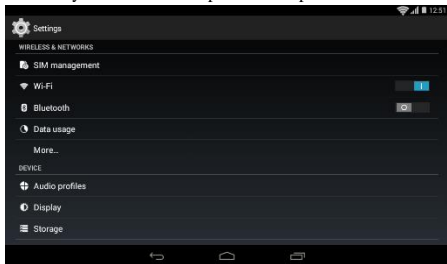 12:51
Settings
WIRELESS & NETWORKS
SIM management
Wi-Fi
Bluetooth
Data usage
More...
DEVICE
Audio profiles
Display
Storage